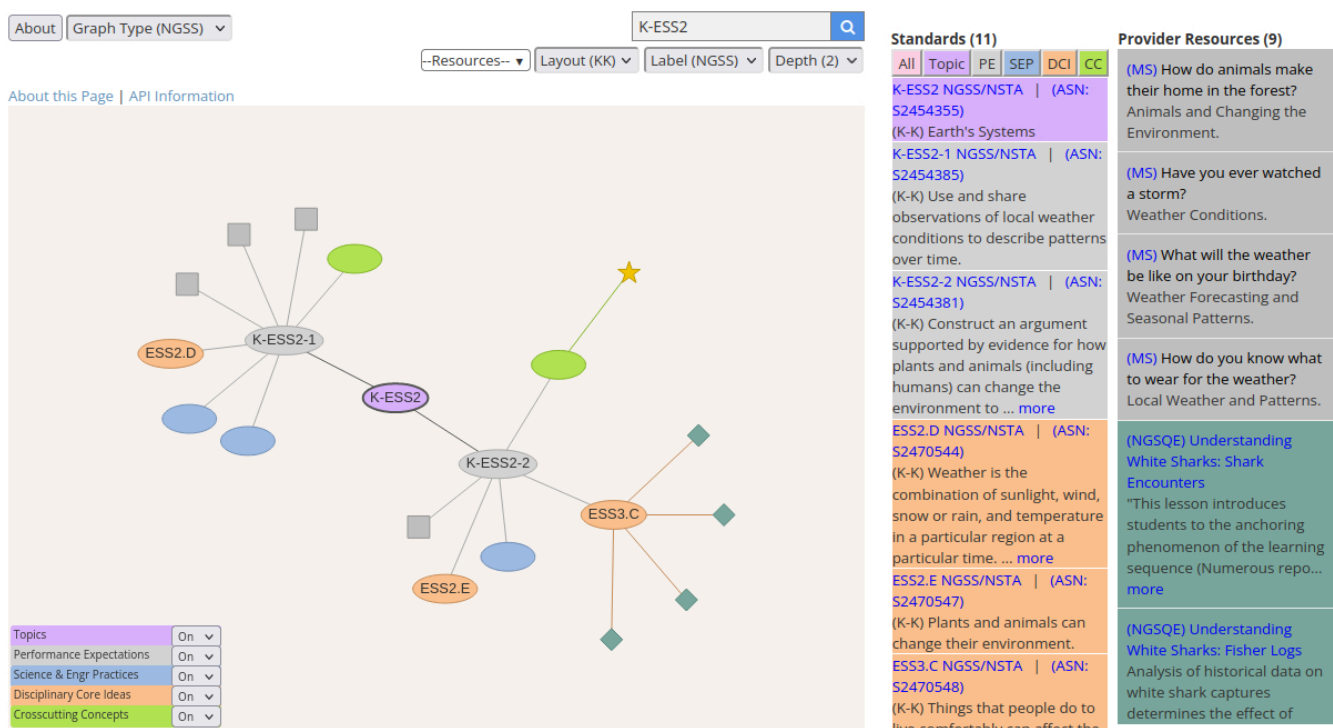 About
Graph Type (NGSS)
K-ESS2
--Resources--
Layout (KK)
Label (NGSS)
Depth (2)
About this Page | API Information
K-ESS2-1
ESS2.D
K-ESS2
K-ESS2-2
ESS3.C
ESS2.E
Topics On
Performance Expectations On
Science & Engr Practices On
Disciplinary Core Ideas On
Crosscutting Concepts On
Standards (11)
All Topic PE SEP DCI CC
K-ESS2 NGSS/NSTA | (ASN:
S2454355)
(K-K) Earth's Systems
K-ESS2-1 NGSS/NSTA | (ASN:
S2454385)
(K-K) Use and share
observations of local weather
conditions to describe patterns
over time.
K-ESS2-2 NGSS/NSTA | (ASN:
S2454381)
(K-K) Construct an argument
supported by evidence for how
plants and animals (including
humans) can change the
environment to ... more
ESS2.D NGSS/NSTA | (ASN:
S2470544)
(K-K) Weather is the
combination of sunlight, wind,
snow or rain, and temperature
in a particular region at a
particular time. ... more
ESS2.E NGSS/NSTA | (ASN:
S2470547)
(K-K) Plants and animals can
change their environment.
ESS3.C NGSS/NSTA | (ASN:
S2470548)
(K-K) Things that people do to
live comfortably can affect the
Provider Resources (9)
(MS) How do animals make
their home in the forest?
Animals and Changing the
Environment.
(MS) Have you ever watched
a storm?
Weather Conditions.
(MS) What will the weather
be like on your birthday?
Weather Forecasting and
Seasonal Patterns.
(MS) How do you know what
to wear for the weather?
Local Weather and Patterns.
(NGSQE) Understanding
White Sharks: Shark
Encounters
"This lesson introduces
students to the anchoring
phenomenon of the learning
sequence (Numerous repo...
more
(NGSQE) Understanding
White Sharks: Fisher Logs
Analysis of historical data on
white shark captures
determines the effect of